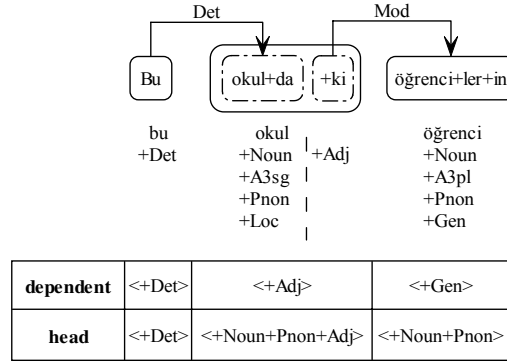 Det Mod
Bu okul+da +ki öğrenci+ler+in
bu okul öğrenci
+Det +Noun +Adj +Noun
+A3sg +A3pl
+Pnon +Pnon
+Loc +Gen
dependent <+Det> <+Adj> <+Gen>
head <+Det> <+Noun+Pnon+Adj> <+Noun+Pnon>